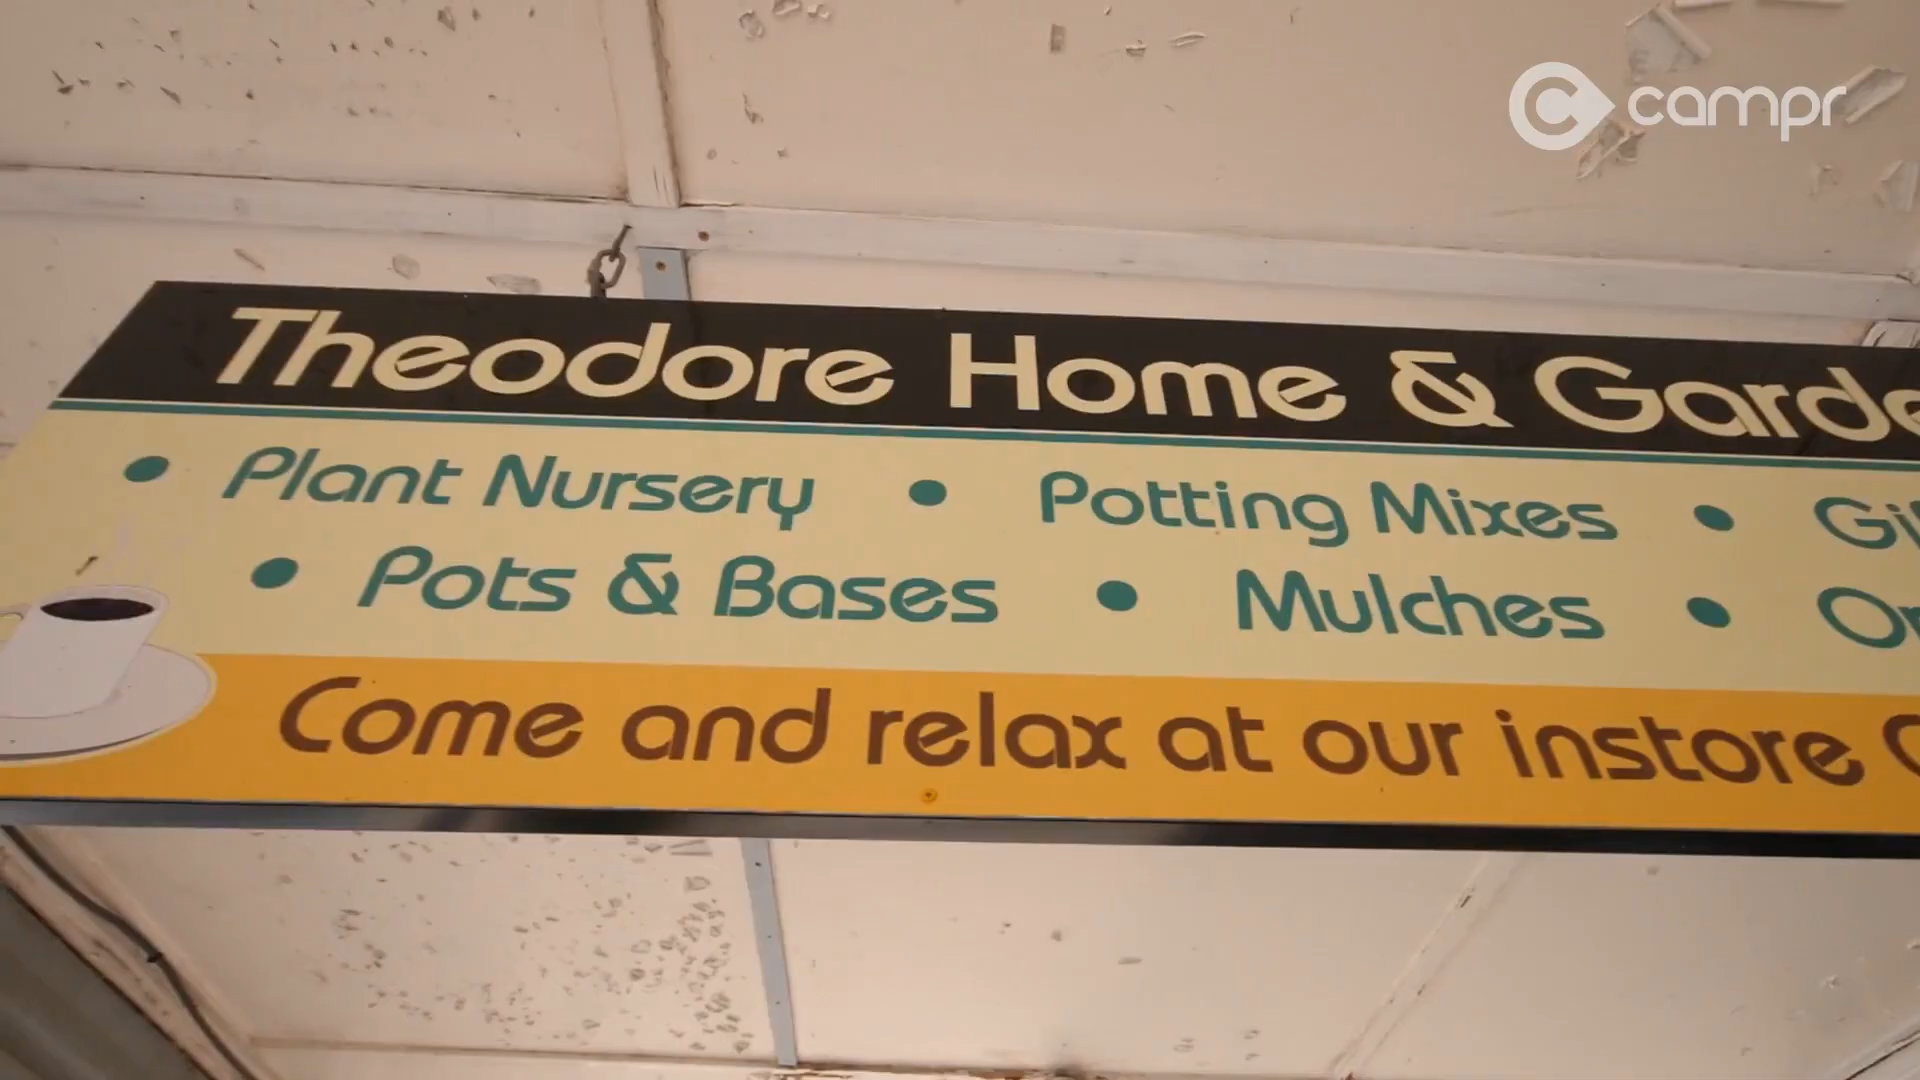 campr
Theodore Home &
• Plant Nursery • Potting Mixes •
• Pots & Bases • Mulches •
Come and relax at our instore